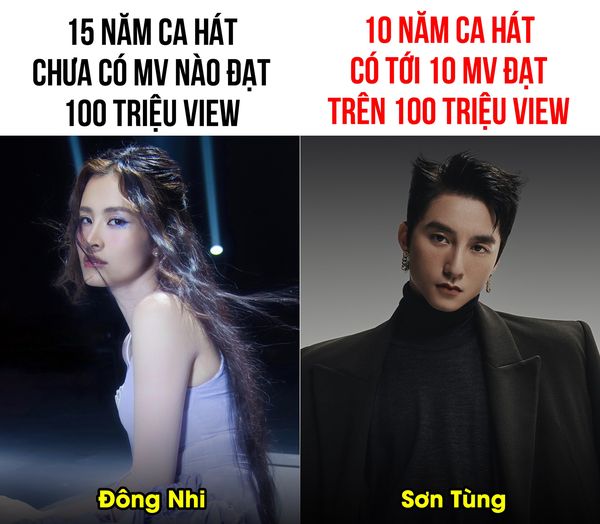 15 NĂM CA HÁT
CHƯA CÓ MV NÀO ĐẠT
100 TRIỆU VIEW
10 NĂM CA HÁT
CÓ TỚI 10 MV ĐẠT
TRÊN 100 TRIỆU VIEW
Đông Nhi
Sơn Tùng